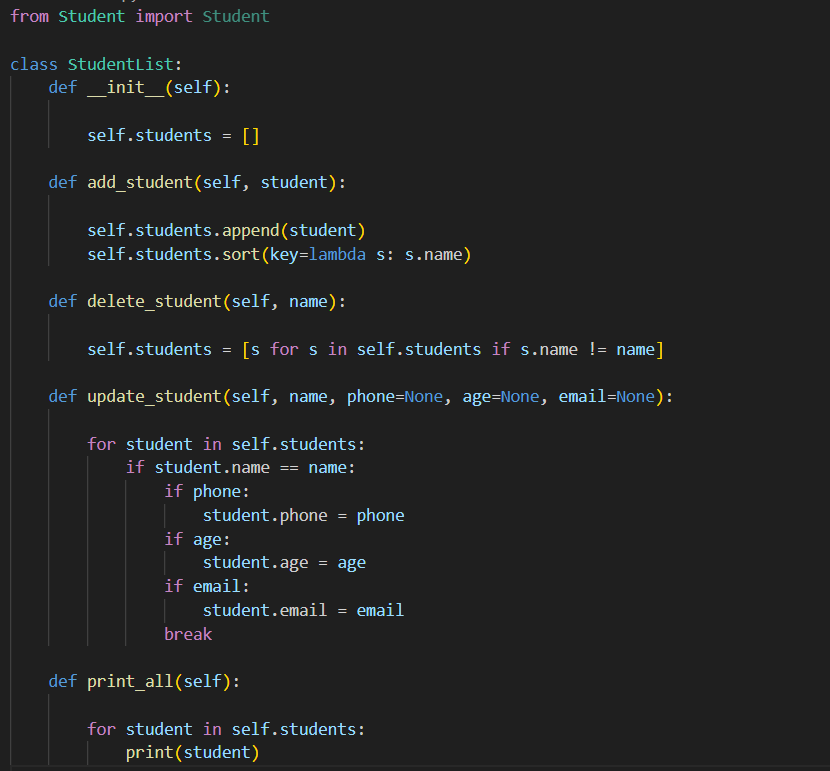 from Student import Student
class StudentList:
    def __init__(self):
        self.students = []
    def add_student(self, student):
        self.students.append(student)
        self.students.sort(key=lambda s: s.name)
    def delete_student(self, name):
        self.students = [s for s in self.students if s.name != name]
    def update_student(self, name, phone=None, age=None, email=None):
        for student in self.students:
            if student.name == name:
                if phone:
                    student.phone = phone
                if age:
                    student.age = age
                if email:
                    student.email = email
                break
    def print_all(self):
        for student in self.students:
            print(student)